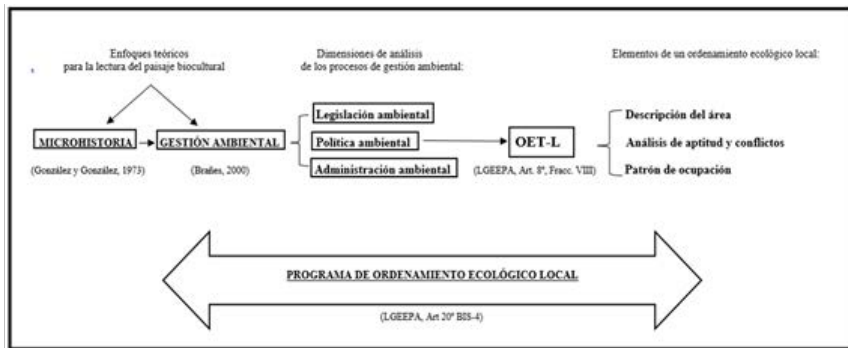 Enfoques teóricos
para la lectura del paisaje biocultural
Dimensiones de análisis
de los procesos de gestión ambiental:
Elementos de un ordenamiento ecológico local:
MICROHISTORIA
(González y González, 1973)
GESTIÓN AMBIENTAL
(Brañes, 2000)
Legislación ambiental
Política ambiental
Administración ambiental
OET-L
(LGEEPA, Art. 8º, Fracc. VIII)
Descripción del área
Análisis de aptitud y conflictos
Patrón de ocupación
PROGRAMA DE ORDENAMIENTO ECOLÓGICO LOCAL
(LGEEPA, Art 20º BIS-4)